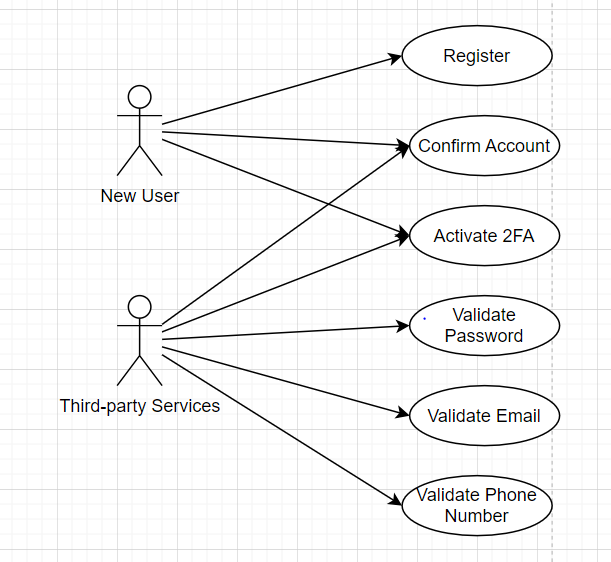 Register
Confirm Account
New User
Activate 2FA
Validate
Password
Third-party Services
Validate Email
Validate Phone
Number